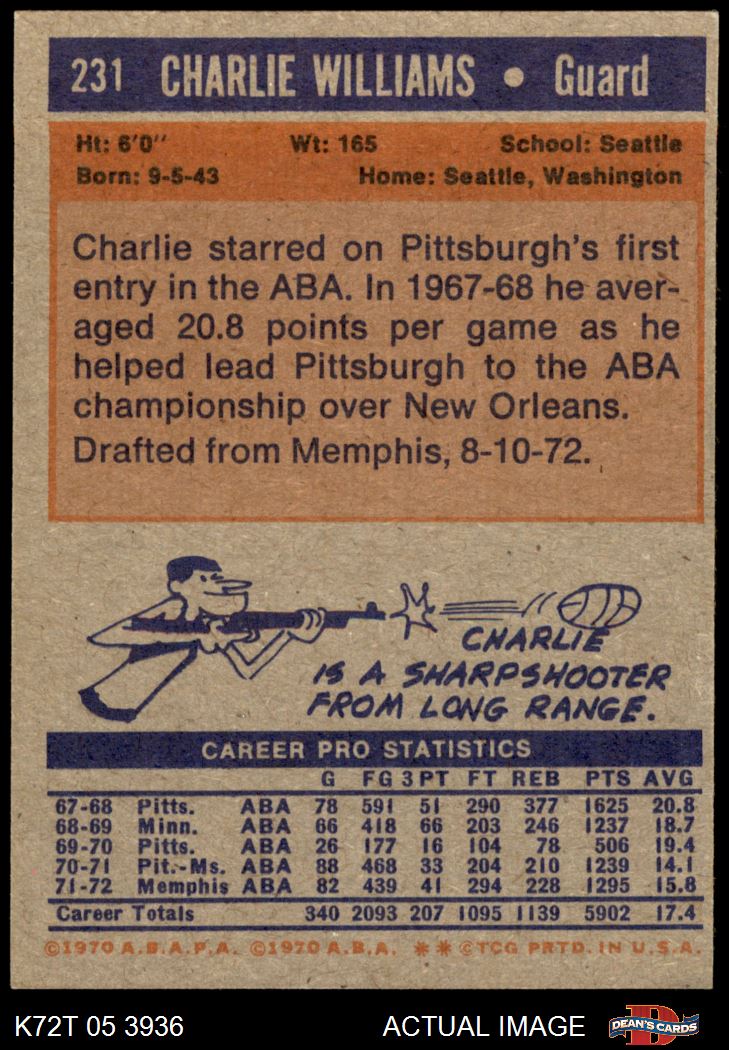 231 CHARLIE WILLIAMS • Guard
Ht: 6'0'' Wt: 165 School: Seattle
Born: 9-5-43 Home: Seattle, Washington
Charlie starred on Pittsburgh's first
entry in the ABA. In 1967-68 he aver-
aged 20.8 points per game as he
helped lead Pittsburgh to the ABA
championship over New Orleans.
Drafted from Memphis, 8-10-72.
CHARLIE
IS A SHARPSHOOTER
FROM LONG RANGE.
CAREER PRO STATISTICS
G FG 3PT FT REB PTS AVG
67-68 Pitts. ABA 78 591 51 290 377 1625 20.8
68-69 Minn. ABA 66 418 66 203 246 1237 18.7
69-70 Pitts. ABA 26 177 16 104 78 506 19.4
70-71 Pit.-Ms. ABA 88 468 33 204 210 1239 14.1
71-72 Memphis ABA 82 439 41 294 228 1295 15.8
Career Totals 340 2093 207 1095 1139 5902 17.4
©1970 A.B.A.P.A. ©1970 A.B.A. ** ©TCG PRTD. IN U.S.A.
K72T 05 3936 ACTUAL IMAGE D DEAN'S CARDS